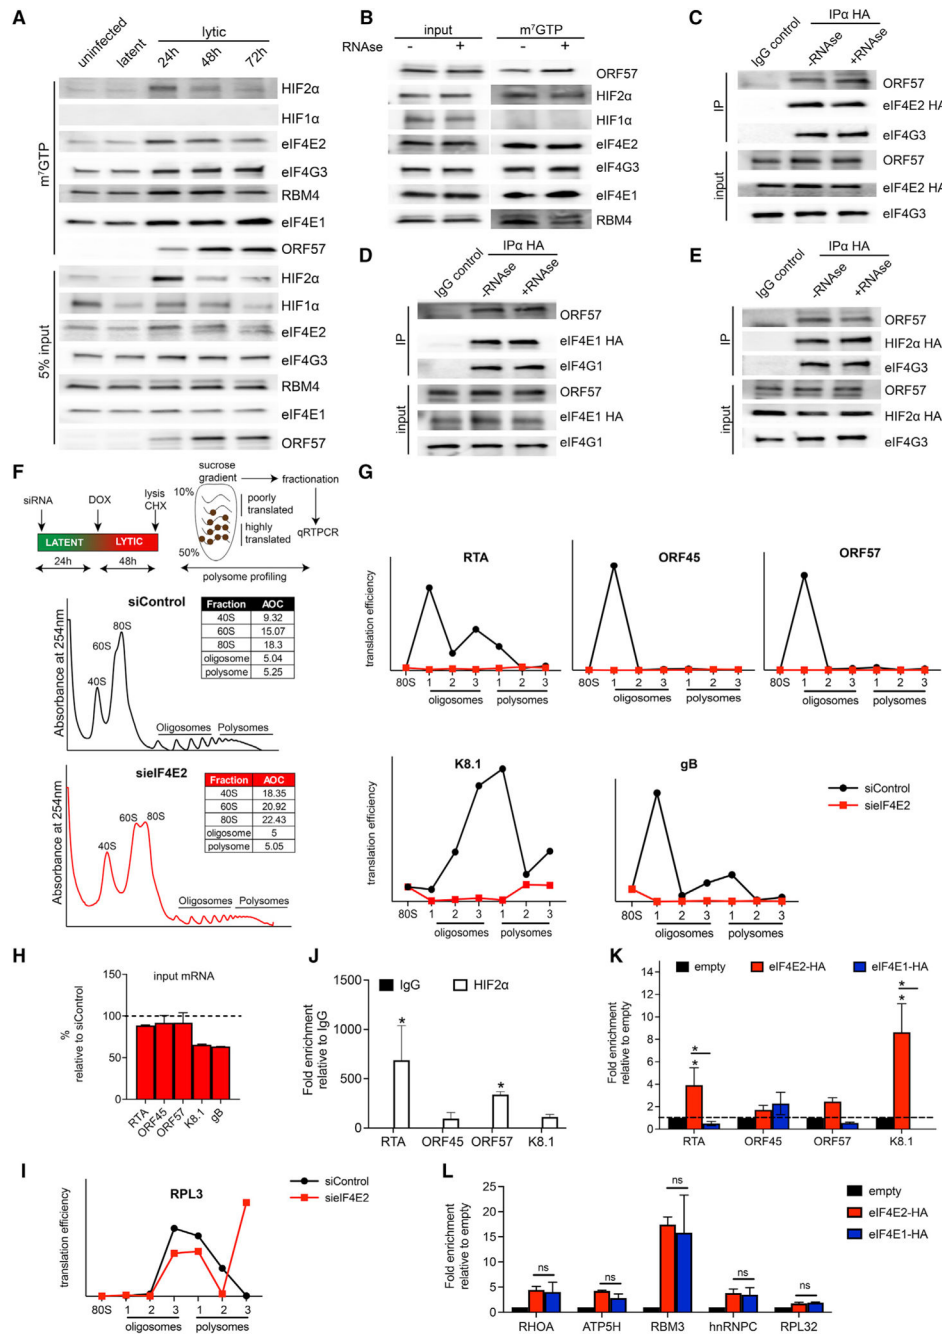 A
uninfected
latent
lytic
24h
48h
72h
m⁷GTP
HIF2α
HIF1α
eIF4E2
eIF4G3
RBM4
eIF4E1
ORF57
5% input
HIF2α
HIF1α
eIF4E2
eIF4G3
RBM4
eIF4E1
ORF57
B
input
m⁷GTP
RNAse - + - +
ORF57
HIF2α
HIF1α
eIF4E2
eIF4G3
eIF4E1
RBM4
C
IgG control
IPα HA
-RNAse
+RNAse
IP
ORF57
eIF4E2 HA
eIF4G3
input
ORF57
eIF4E2 HA
eIF4G3
D
IgG control
IPα HA
-RNAse
+RNAse
IP
ORF57
eIF4E1 HA
eIF4G1
input
ORF57
eIF4E1 HA
eIF4G1
E
IgG control
IPα HA
-RNAse
+RNAse
IP
ORF57
HIF2α HA
eIF4G3
input
ORF57
HIF2α HA
eIF4G3
F
siRNA
DOX
lysis
CHX
LATENT
LYTIC
24h
48h
sucrose
gradient
fractionation
10%
poorly
translated
highly
translated
50%
qRTPCR
polysome profiling
siControl
Absorbance at 254nm
40S
60S
80S
Oligosomes
Polysomes
Fraction AOC
40S 9.32
60S 15.07
80S 18.3
oligosome 5.04
polysome 5.25
sieIF4E2
Absorbance at 254nm
40S
60S
80S
Oligosomes
Polysomes
Fraction AOC
40S 18.35
60S 20.92
80S 22.43
oligosome 5
polysome 5.05
G
RTA
translation efficiency
80S 1 2 3 1 2 3
oligosomes polysomes
ORF45
80S 1 2 3 1 2 3
oligosomes polysomes
ORF57
80S 1 2 3 1 2 3
oligosomes polysomes
K8.1
translation efficiency
80S 1 2 3 1 2 3
oligosomes polysomes
gB
80S 1 2 3 1 2 3
oligosomes polysomes
siControl
sieIF4E2
H
input mRNA
%
relative to siControl
150
100
50
0
RTA
ORF45
ORF57
K8.1
gB
J
IgG
HIF2α
Fold enrichment
relative to IgG
1500
1000
500
0
*
*
RTA ORF45 ORF57 K8.1
K
empty
eIF4E2-HA
eIF4E1-HA
Fold enrichment
relative to empty
14
12
10
8
6
4
2
0
*
*
*
*
RTA ORF45 ORF57 K8.1
I
RPL3
translation efficiency
siControl
sieIF4E2
80S 1 2 3 1 2 3
oligosomes polysomes
L
empty
eIF4E2-HA
eIF4E1-HA
Fold enrichment
relative to empty
25
20
15
10
5
0
ns
ns
ns
ns
ns
RHOA ATP5H RBM3 hnRNPC RPL32